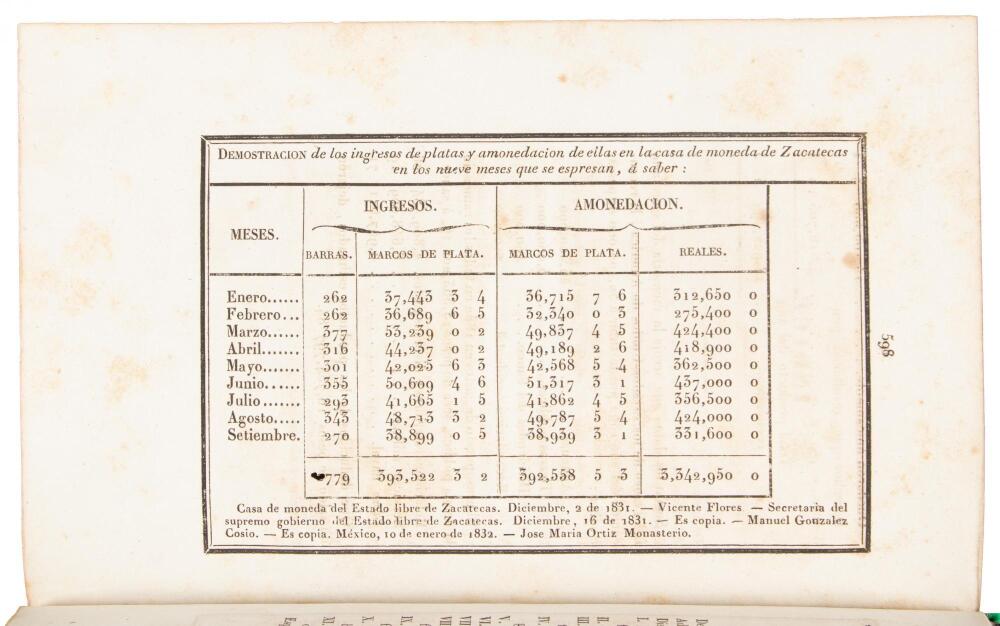 DEMOSTRACION de los ingresos de platas y amonedacion de ellas en la casa de moneda de Zacatecas
en los nueve meses que se espresan, á saber:
MESES. INGRESOS. AMONEDACION.
BARRAS. MARCOS DE PLATA. MARCOS DE PLATA. REALES.
Enero...... 262 37,443 3 4 36,715 7 6 312,650 0
Febrero... 262 36,689 6 5 32,340 0 3 275,400 0
Marzo...... 377 53,239 0 2 49,837 4 5 424,400 0
Abril....... 316 44,237 0 2 49,189 2 6 418,900 0
Mayo...... 301 42,025 6 3 42,568 5 4 362,500 0
Junio...... 355 50,609 4 6 51,317 3 1 437,000 0
Julio....... 293 41,665 1 5 41,862 4 5 356,500 0
Agosto..... 343 48,713 3 2 49,787 5 4 424,000 0
Setiembre. 270 38,899 0 5 38,939 3 1 331,600 0
779 393,522 3 2 392,558 5 3 3,342,950 0
Casa de moneda del Estado libre de Zacatecas. Diciembre, 2 de 1831. — Vicente Flores — Secretaria del
supremo gobierno del Estado libre de Zacatecas. Diciembre, 16 de 1831. — Es copia. — Manuel Gonzalez
Cosio. — Es copia. México, 10 de enero de 1832. — Jose Maria Ortiz Monasterio.
598